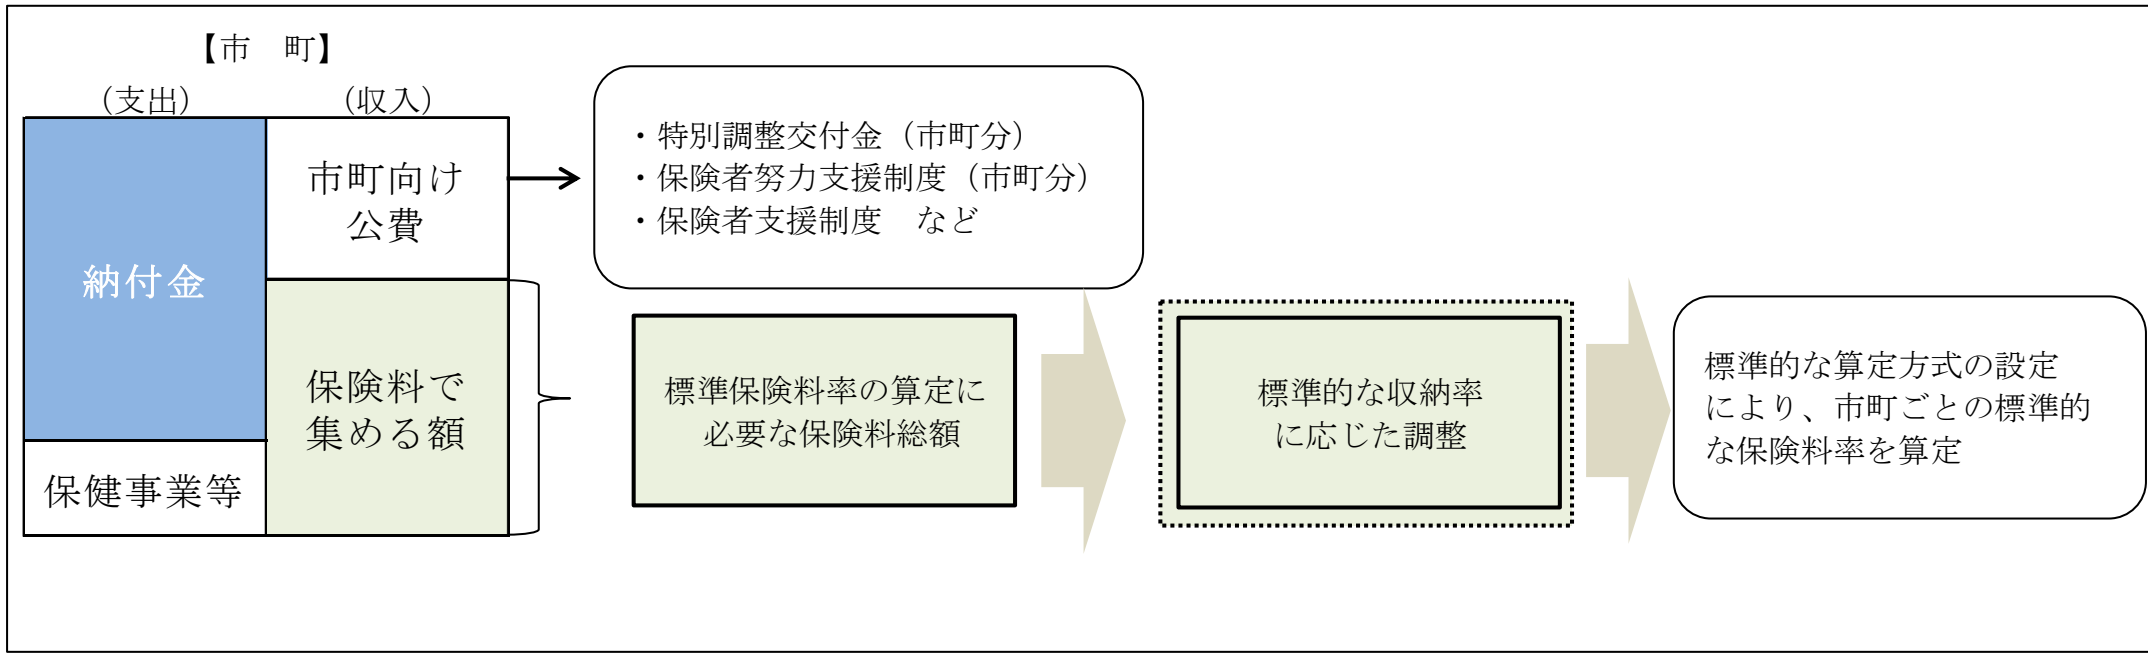 【市　町】
（支出）
（収入）
納付金
保健事業等
市町向け
公費
保険料で
集める額
・特別調整交付金（市町分）
・保険者努力支援制度（市町分）
・保険者支援制度　など
標準保険料率の算定に
必要な保険料総額
標準的な収納率
に応じた調整
標準的な算定方式の設定
により、市町ごとの標準的
な保険料率を算定